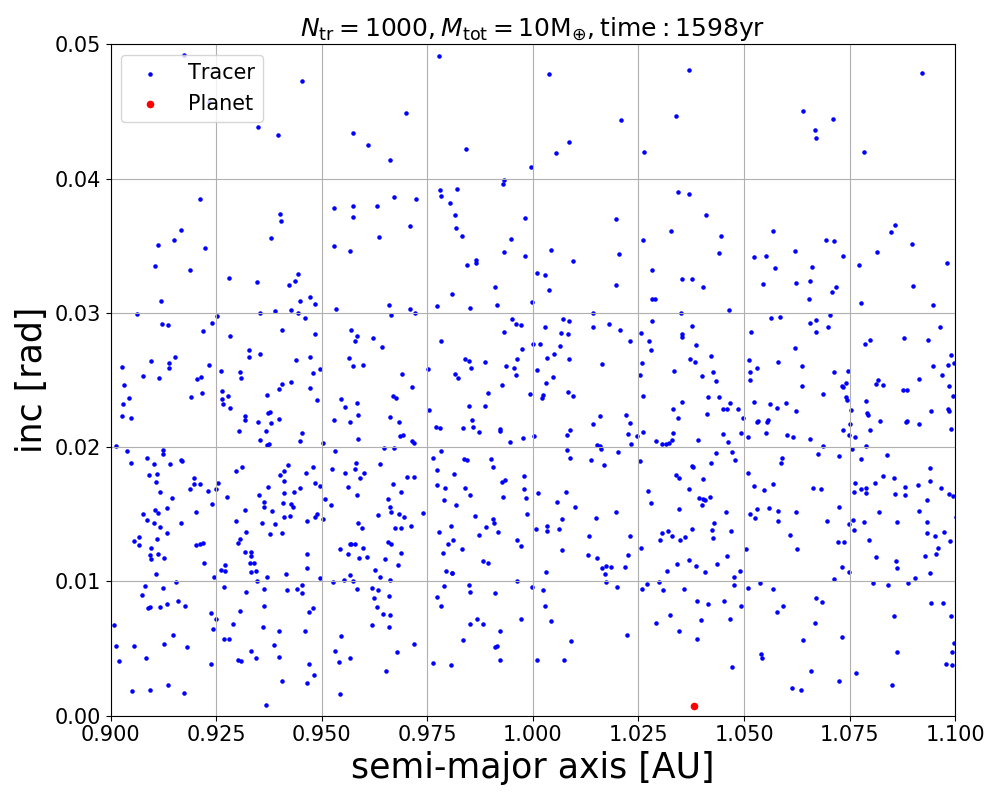 N_tr = 1000, M_tot = 10M_⊕, time : 1598yr
Tracer
Planet
inc [rad]
0.05
0.04
0.03
0.02
0.01
0.00
0.900 0.925 0.950 0.975 1.000 1.025 1.050 1.075 1.100
semi-major axis [AU]